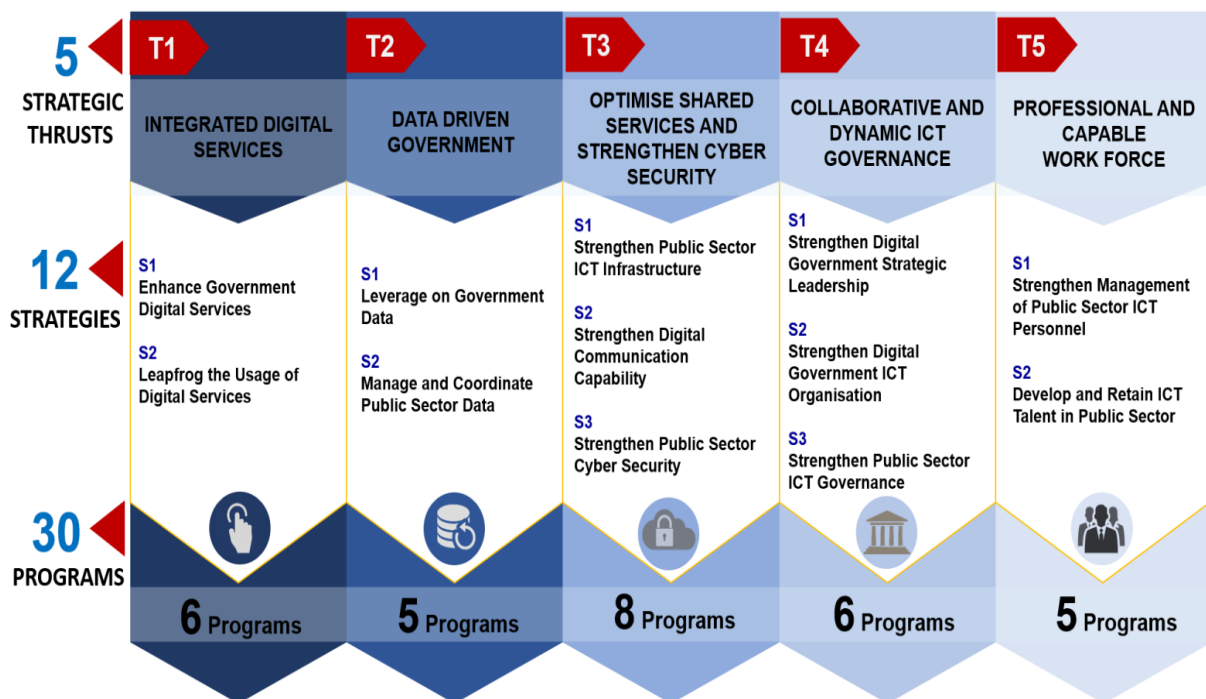 5
STRATEGIC
THRUSTS
T1
INTEGRATED DIGITAL
SERVICES
T2
DATA DRIVEN
GOVERNMENT
T3
OPTIMISE SHARED
SERVICES AND
STRENGTHEN CYBER
SECURITY
T4
COLLABORATIVE AND
DYNAMIC ICT
GOVERNANCE
T5
PROFESSIONAL AND
CAPABLE
WORK FORCE
12
STRATEGIES
S1
Enhance Government
Digital Services
S2
Leapfrog the Usage of
Digital Services
S1
Leverage on Government
Data
S2
Manage and Coordinate
Public Sector Data
S1
Strengthen Public Sector
ICT Infrastructure
S2
Strengthen Digital
Communication
Capability
S3
Strengthen Public Sector
Cyber Security
S1
Strengthen Digital
Government Strategic
Leadership
S2
Strengthen Digital
Government ICT
Organisation
S3
Strengthen Public Sector
ICT Governance
S1
Strengthen Management
of Public Sector ICT
Personnel
S2
Develop and Retain ICT
Talent in Public Sector
30
PROGRAMS
6 Programs
5 Programs
8 Programs
6 Programs
5 Programs